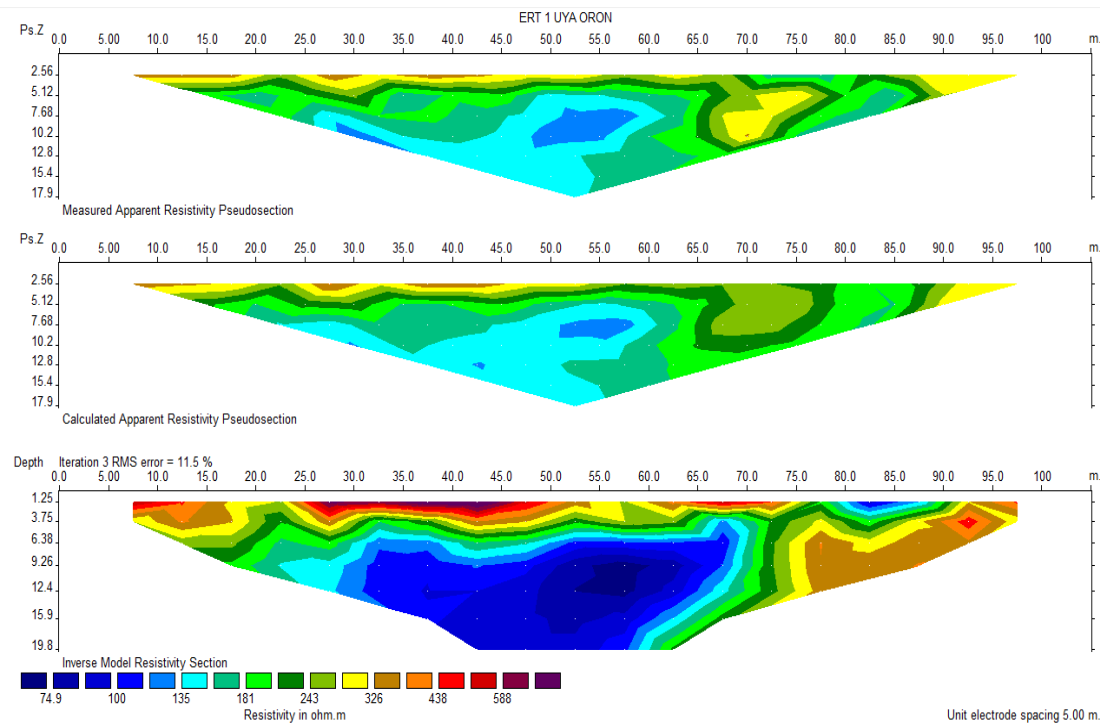 ERT 1 UYA ORON
Ps.Z 0.0 5.00 10.0 15.0 20.0 25.0 30.0 35.0 40.0 45.0 50.0 55.0 60.0 65.0 70.0 75.0 80.0 85.0 90.0 95.0 100 m.
2.56
5.12
7.68
10.2
12.8
15.4
17.9
Measured Apparent Resistivity Pseudosection
Ps.Z 0.0 5.00 10.0 15.0 20.0 25.0 30.0 35.0 40.0 45.0 50.0 55.0 60.0 65.0 70.0 75.0 80.0 85.0 90.0 95.0 100 m.
2.56
5.12
7.68
10.2
12.8
15.4
17.9
Calculated Apparent Resistivity Pseudosection
Depth Iteration 3 RMS error = 11.5 %
0.0 5.00 10.0 15.0 20.0 25.0 30.0 35.0 40.0 45.0 50.0 55.0 60.0 65.0 70.0 75.0 80.0 85.0 90.0 95.0 100 m.
1.25
3.75
6.38
9.26
12.4
15.9
19.8
Inverse Model Resistivity Section
74.9 100 135 181 243 326 438 588
Resistivity in ohm.m
Unit electrode spacing 5.00 m.